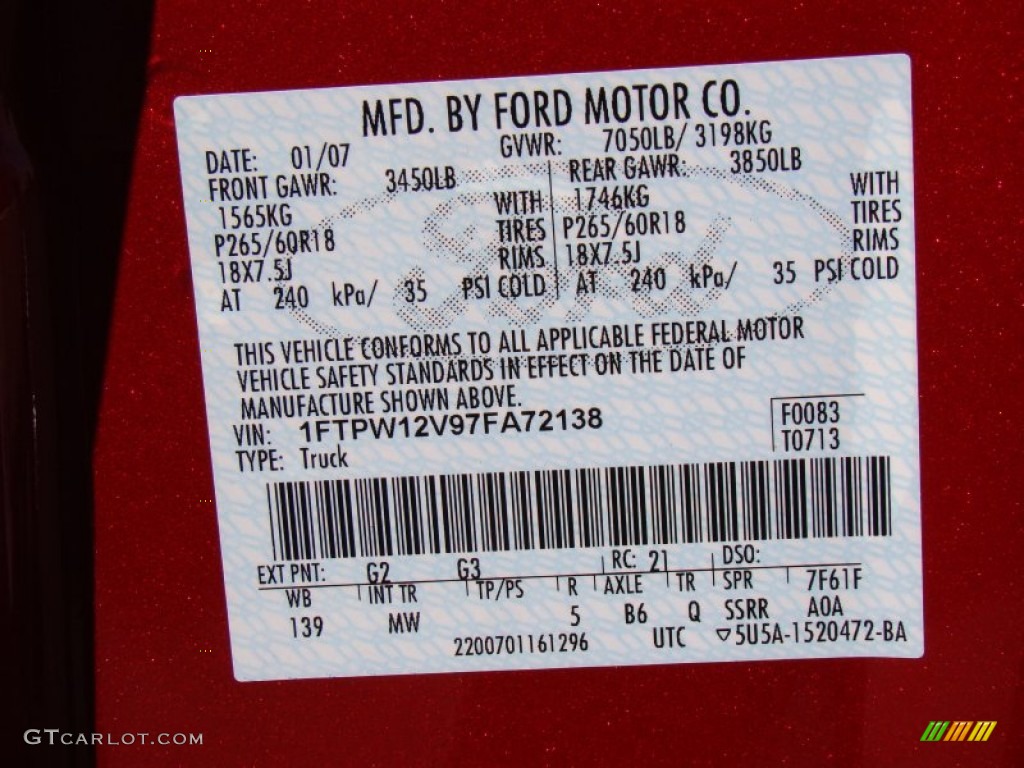 MFD. BY FORD MOTOR CO.
DATE: 01/07 GVWR: 7050LB/ 3198KG
FRONT GAWR: 3450LB REAR GAWR: 3850LB
1565KG WITH 1746KG WITH
P265/60R18 TIRES P265/60R18 TIRES
18X7.5J RIMS 18X7.5J RIMS
AT 240 kPa/ 35 PSI COLD AT 240 kPa/ 35 PSI COLD
THIS VEHICLE CONFORMS TO ALL APPLICABLE FEDERAL MOTOR
VEHICLE SAFETY STANDARDS IN EFFECT ON THE DATE OF
MANUFACTURE SHOWN ABOVE.
VIN: 1FTPW12V97FA72138 F0083
TYPE: Truck T0713
EXT PNT: G2 G3 RC: 21 DSO:
WB INT TR TP/PS R AXLE TR SPR 7F61F
139 MW 5 B6 Q SSRR A0A
2200701161296 UTC ▽5U5A-1520472-BA
GTCARLOT.COM